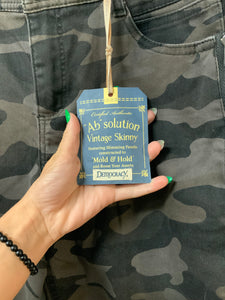 Certified Authentic
"Ab"solution
Vintage Skinny
featuring Slimming Panels
constructed to
'Mold & Hold'
and Boost Your Assets
DEMOCRACY